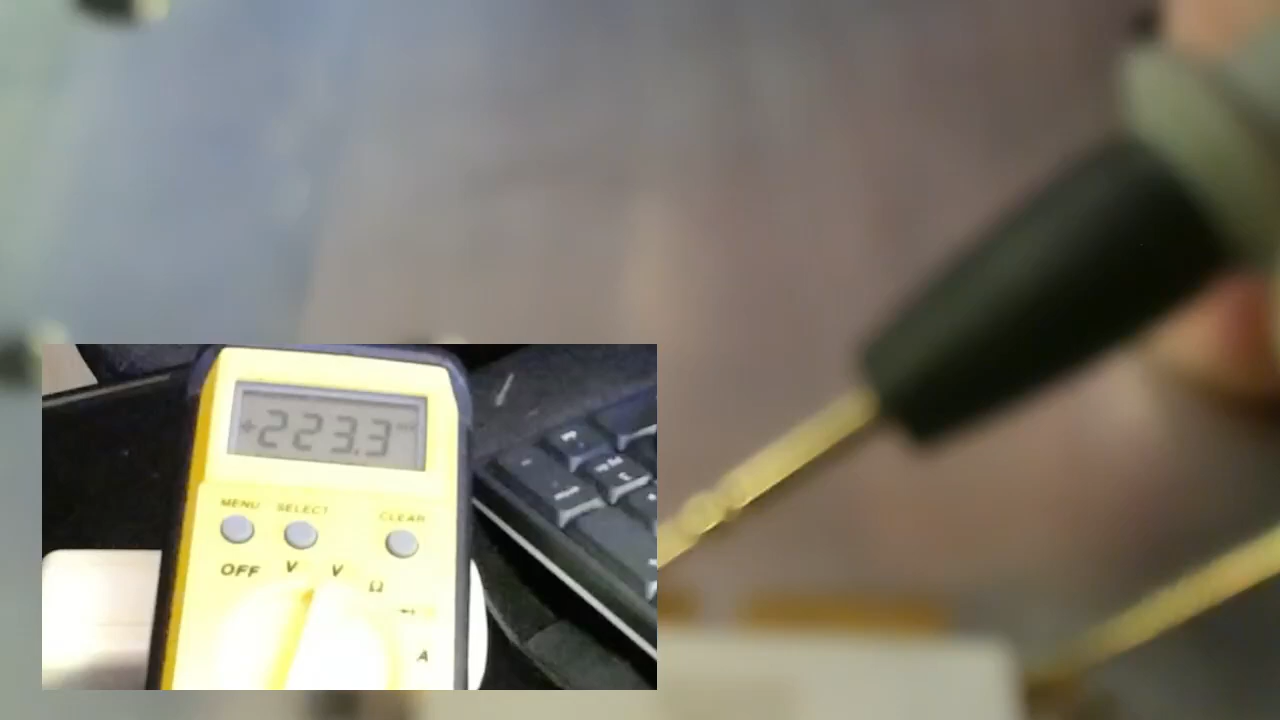 +223.3
MENU SELECT CLEAR
OFF V V Ω
A